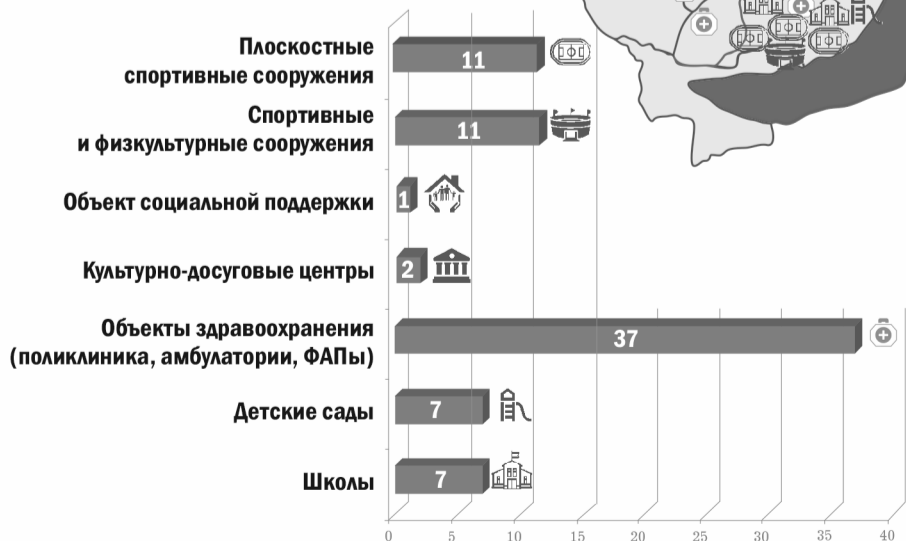 Плоскостные
спортивные сооружения
11
Спортивные
и физкультурные сооружения
11
Объект социальной поддержки
1
Культурно-досуговые центры
2
Объекты здравоохранения
(поликлиника, амбулатории, ФАПы)
37
Детские сады
7
Школы
7
0 5 10 15 20 25 30 35 40